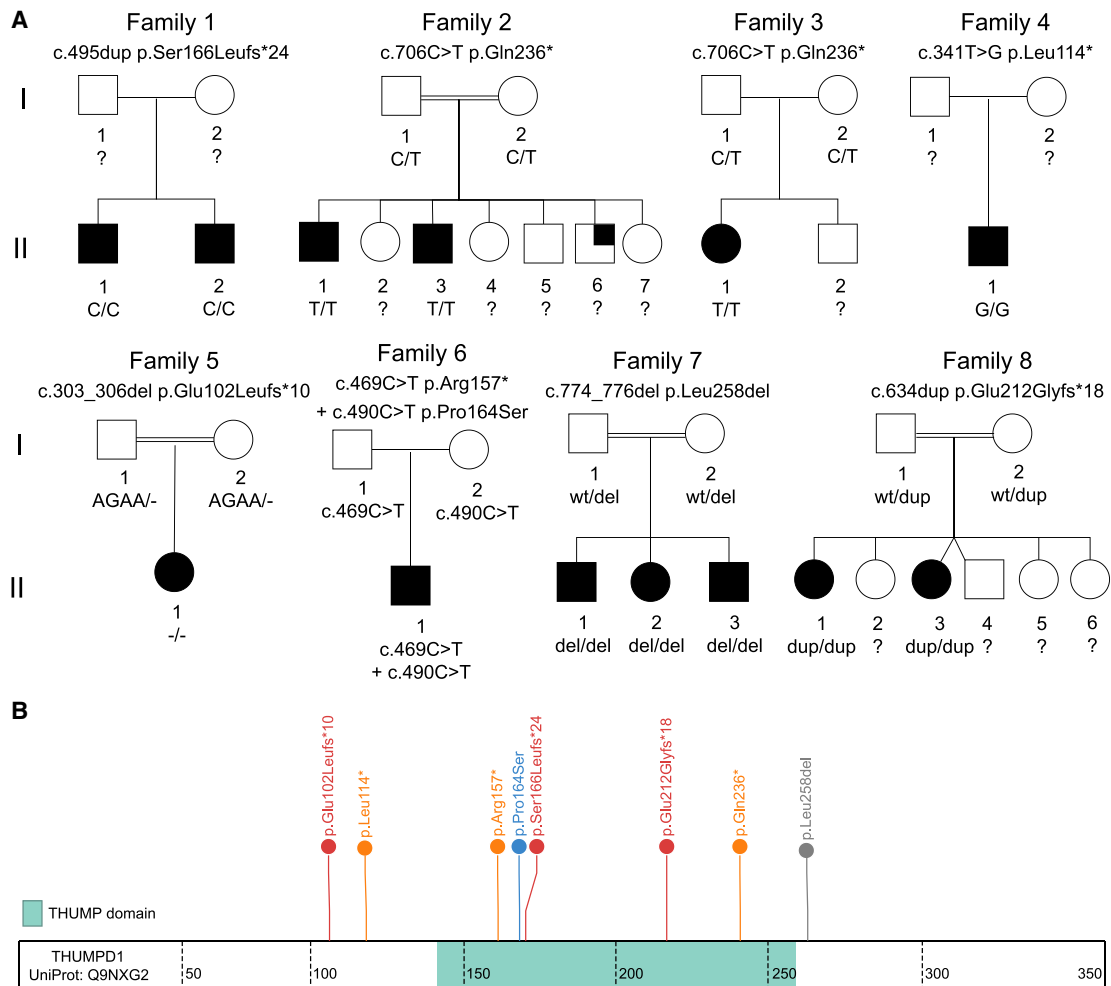 A
Family 1
c.495dup p.Ser166Leufs*24
Family 2
c.706C>T p.Gln236*
Family 3
c.706C>T p.Gln236*
Family 4
c.341T>G p.Leu114*
I
1 2 1 2 1 2 1 2
? ? C/T C/T C/T C/T ? ?
II
1 2 1 2 3 4 5 6 7 1 2 1
C/C C/C T/T ? T/T ? ? ? ? T/T ? G/G
Family 5
c.303_306del p.Glu102Leufs*10
Family 6
c.469C>T p.Arg157*
+ c.490C>T p.Pro164Ser
Family 7
c.774_776del p.Leu258del
Family 8
c.634dup p.Glu212Glyfs*18
I
1 2 1 2 1 2 1 2
AGAA/- AGAA/- c.469C>T c.490C>T wt/del wt/del wt/dup wt/dup
II
1 1 1 2 3 1 2 3 4 5 6
-/- c.469C>T del/del del/del del/del dup/dup ? dup/dup ? ? ?
+ c.490C>T
B
p.Glu102Leufs*10
p.Leu114*
p.Arg157*
p.Pro164Ser
p.Ser166Leufs*24
p.Glu212Glyfs*18
p.Gln236*
p.Leu258del
THUMP domain
THUMPD1
UniProt: Q9NXG2
50 100 150 200 250 300 350